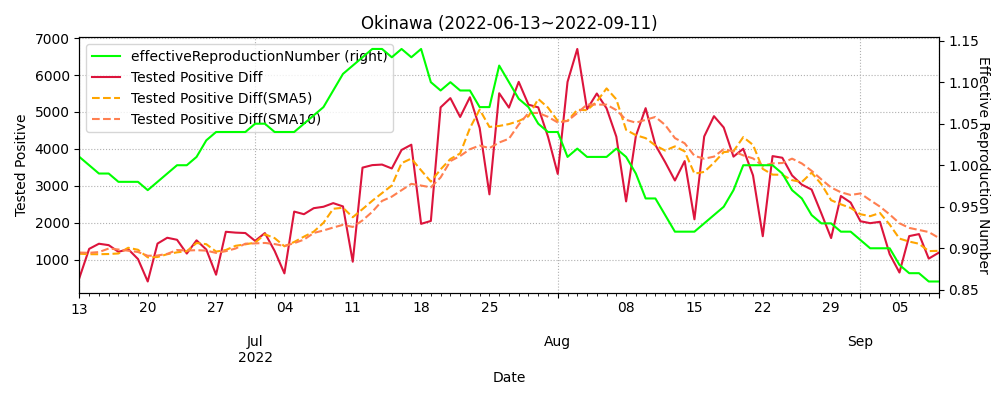 Okinawa (2022-06-13~2022-09-11)
effectiveReproductionNumber (right)
Tested Positive Diff
Tested Positive Diff(SMA5)
Tested Positive Diff(SMA10)
Tested Positive
7000
6000
5000
4000
3000
2000
1000
1.15
1.10
1.05
1.00
0.95
0.90
0.85
Effective Reproduction Number
13 20 27 04 11 18 25 08 15 22 29 05
Jul Aug Sep
2022
Date